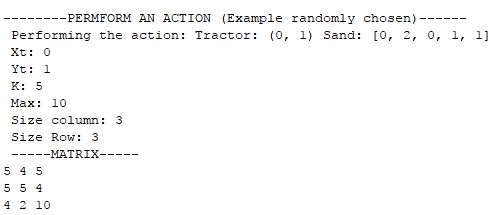 --------PERMFORM AN ACTION (Example randomly chosen)------
Performing the action: Tractor: (0, 1) Sand: [0, 2, 0, 1, 1]
Xt: 0
Yt: 1
K: 5
Max: 10
Size column: 3
Size Row: 3
-----MATRIX-----
5 4 5
5 5 4
4 2 10